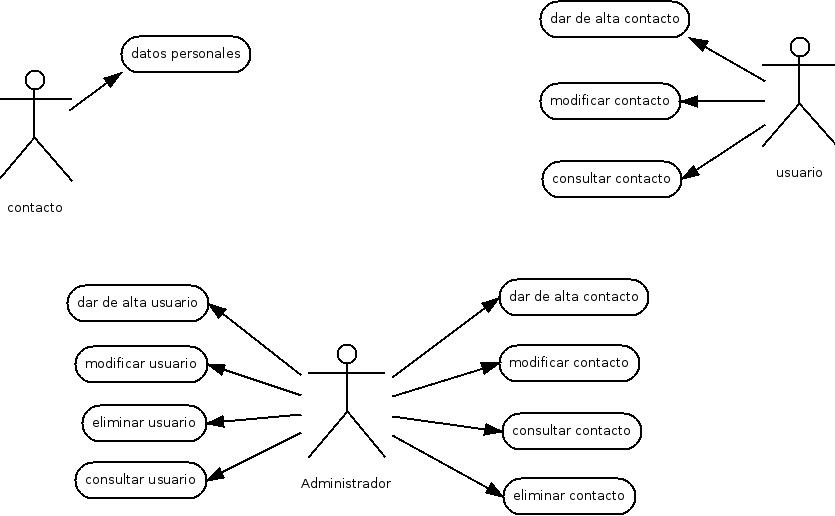 datos personales
contacto
dar de alta contacto
modificar contacto
consultar contacto
usuario
dar de alta usuario
modificar usuario
eliminar usuario
consultar usuario
Administrador
dar de alta contacto
modificar contacto
consultar contacto
eliminar contacto